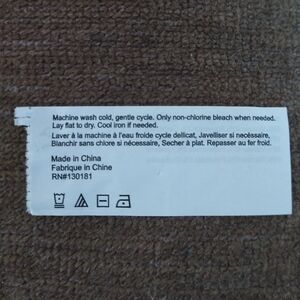 Machine wash cold, gentle cycle. Only non-chlorine bleach when needed.
Lay flat to dry. Cool iron if needed.
Laver à la machine à l'eau froide cycle dellicat, Javelliser si necéssaire,
Blanchir sans chlore si nécessaire, Secher à plat. Repasser au fer froid.
Made in China
Fabrique in Chine
RN#130181